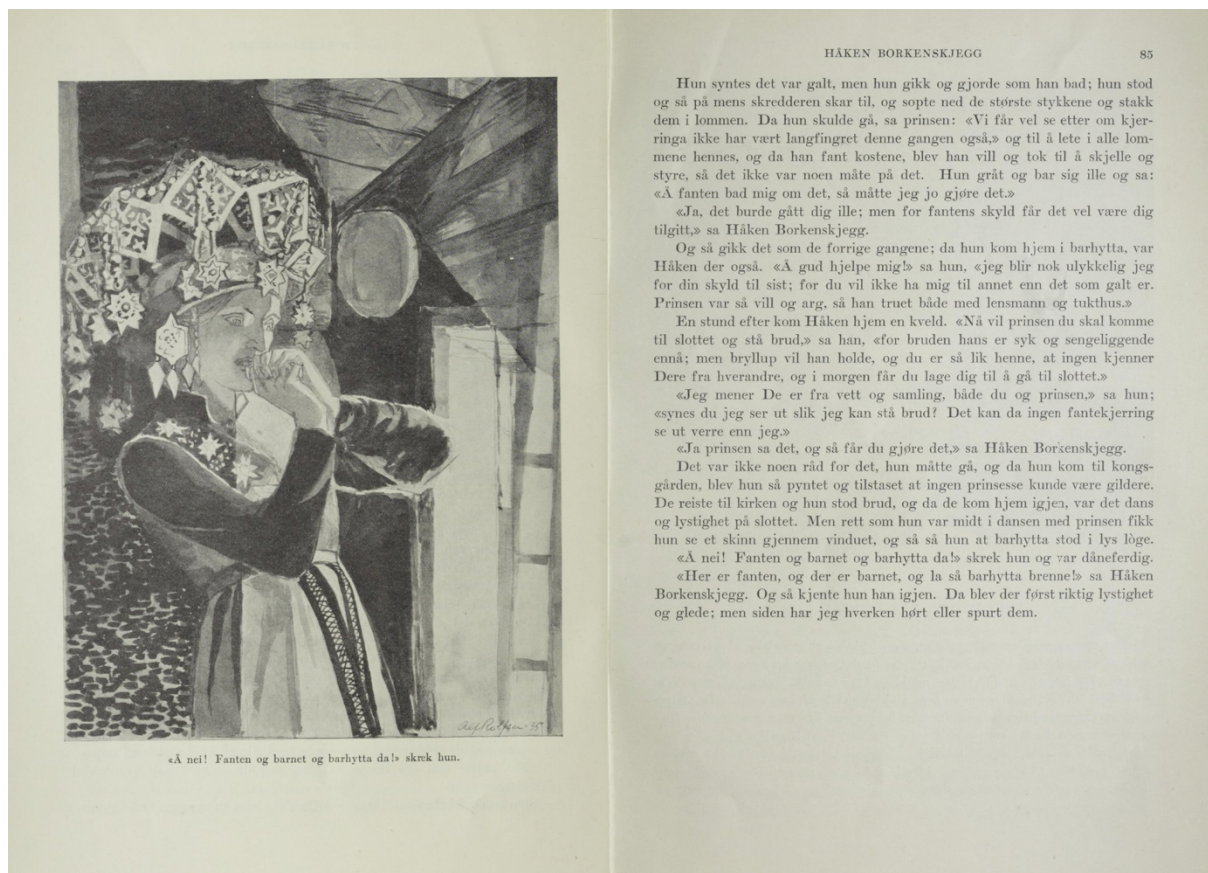 Alf Rolfsen -35
«Å nei! Fanten og barnet og barhytta da!» skrek hun.
HÅKEN BORKENSKJEGG 85
Hun syntes det var galt, men hun gikk og gjorde som han bad; hun stod
og så på mens skredderen skar til, og sopte ned de største stykkene og stakk
dem i lommen. Da hun skulde gå, sa prinsen: «Vi får vel se etter om kjer-
ringa ikke har vært langfingret denne gangen også,» og til å lete i alle lom-
mene hennes, og da han fant kostene, blev han vill og tok til å skjelle og
styre, så det ikke var noen måte på det. Hun gråt og bar sig ille og sa:
«Å fanten bad mig om det, så måtte jeg jo gjøre det.»
«Ja, det burde gått dig ille; men for fantens skyld får det vel være dig
tilgitt,» sa Håken Borkenskjegg.
Og så gikk det som de forrige gangene; da hun kom hjem i barhytta, var
Håken der også. «Å gud hjelpe mig!» sa hun, «jeg blir nok ulykkelig jeg
for din skyld til sist; for du vil ikke ha mig til annet enn det som galt er.
Prinsen var så vill og arg, så han truet både med lensmann og tukthus.»
En stund efter kom Håken hjem en kveld. «Nå vil prinsen du skal komme
til slottet og stå brud,» sa han, «for bruden hans er syk og sengeliggende
ennå; men bryllup vil han holde, og du er så lik henne, at ingen kjenner
Dere fra hverandre, og i morgen får du lage dig til å gå til slottet.»
«Jeg mener De er fra vett og samling, både du og prinsen,» sa hun;
«synes du jeg ser ut slik jeg kan stå brud? Det kan da ingen fantekjerring
se ut verre enn jeg.»
«Ja prinsen sa det, og så får du gjøre det,» sa Håken Borkenskjegg.
Det var ikke noen råd for det, hun måtte gå, og da hun kom til kongs-
gården, blev hun så pyntet og tilstaset at ingen prinsesse kunde være gildere.
De reiste til kirken og hun stod brud, og da de kom hjem igjen, var det dans
og lystighet på slottet. Men rett som hun var midt i dansen med prinsen fikk
hun se et skinn gjennem vinduet, og så så hun at barhytta stod i lys lòge.
«Å nei! Fanten og barnet og barhytta da!» skrek hun og var dåneferdig.
«Her er fanten, og der er barnet, og la så barhytta brenne!» sa Håken
Borkenskjegg. Og så kjente hun han igjen. Da blev der først riktig lystighet
og glede; men siden har jeg hverken hørt eller spurt dem.